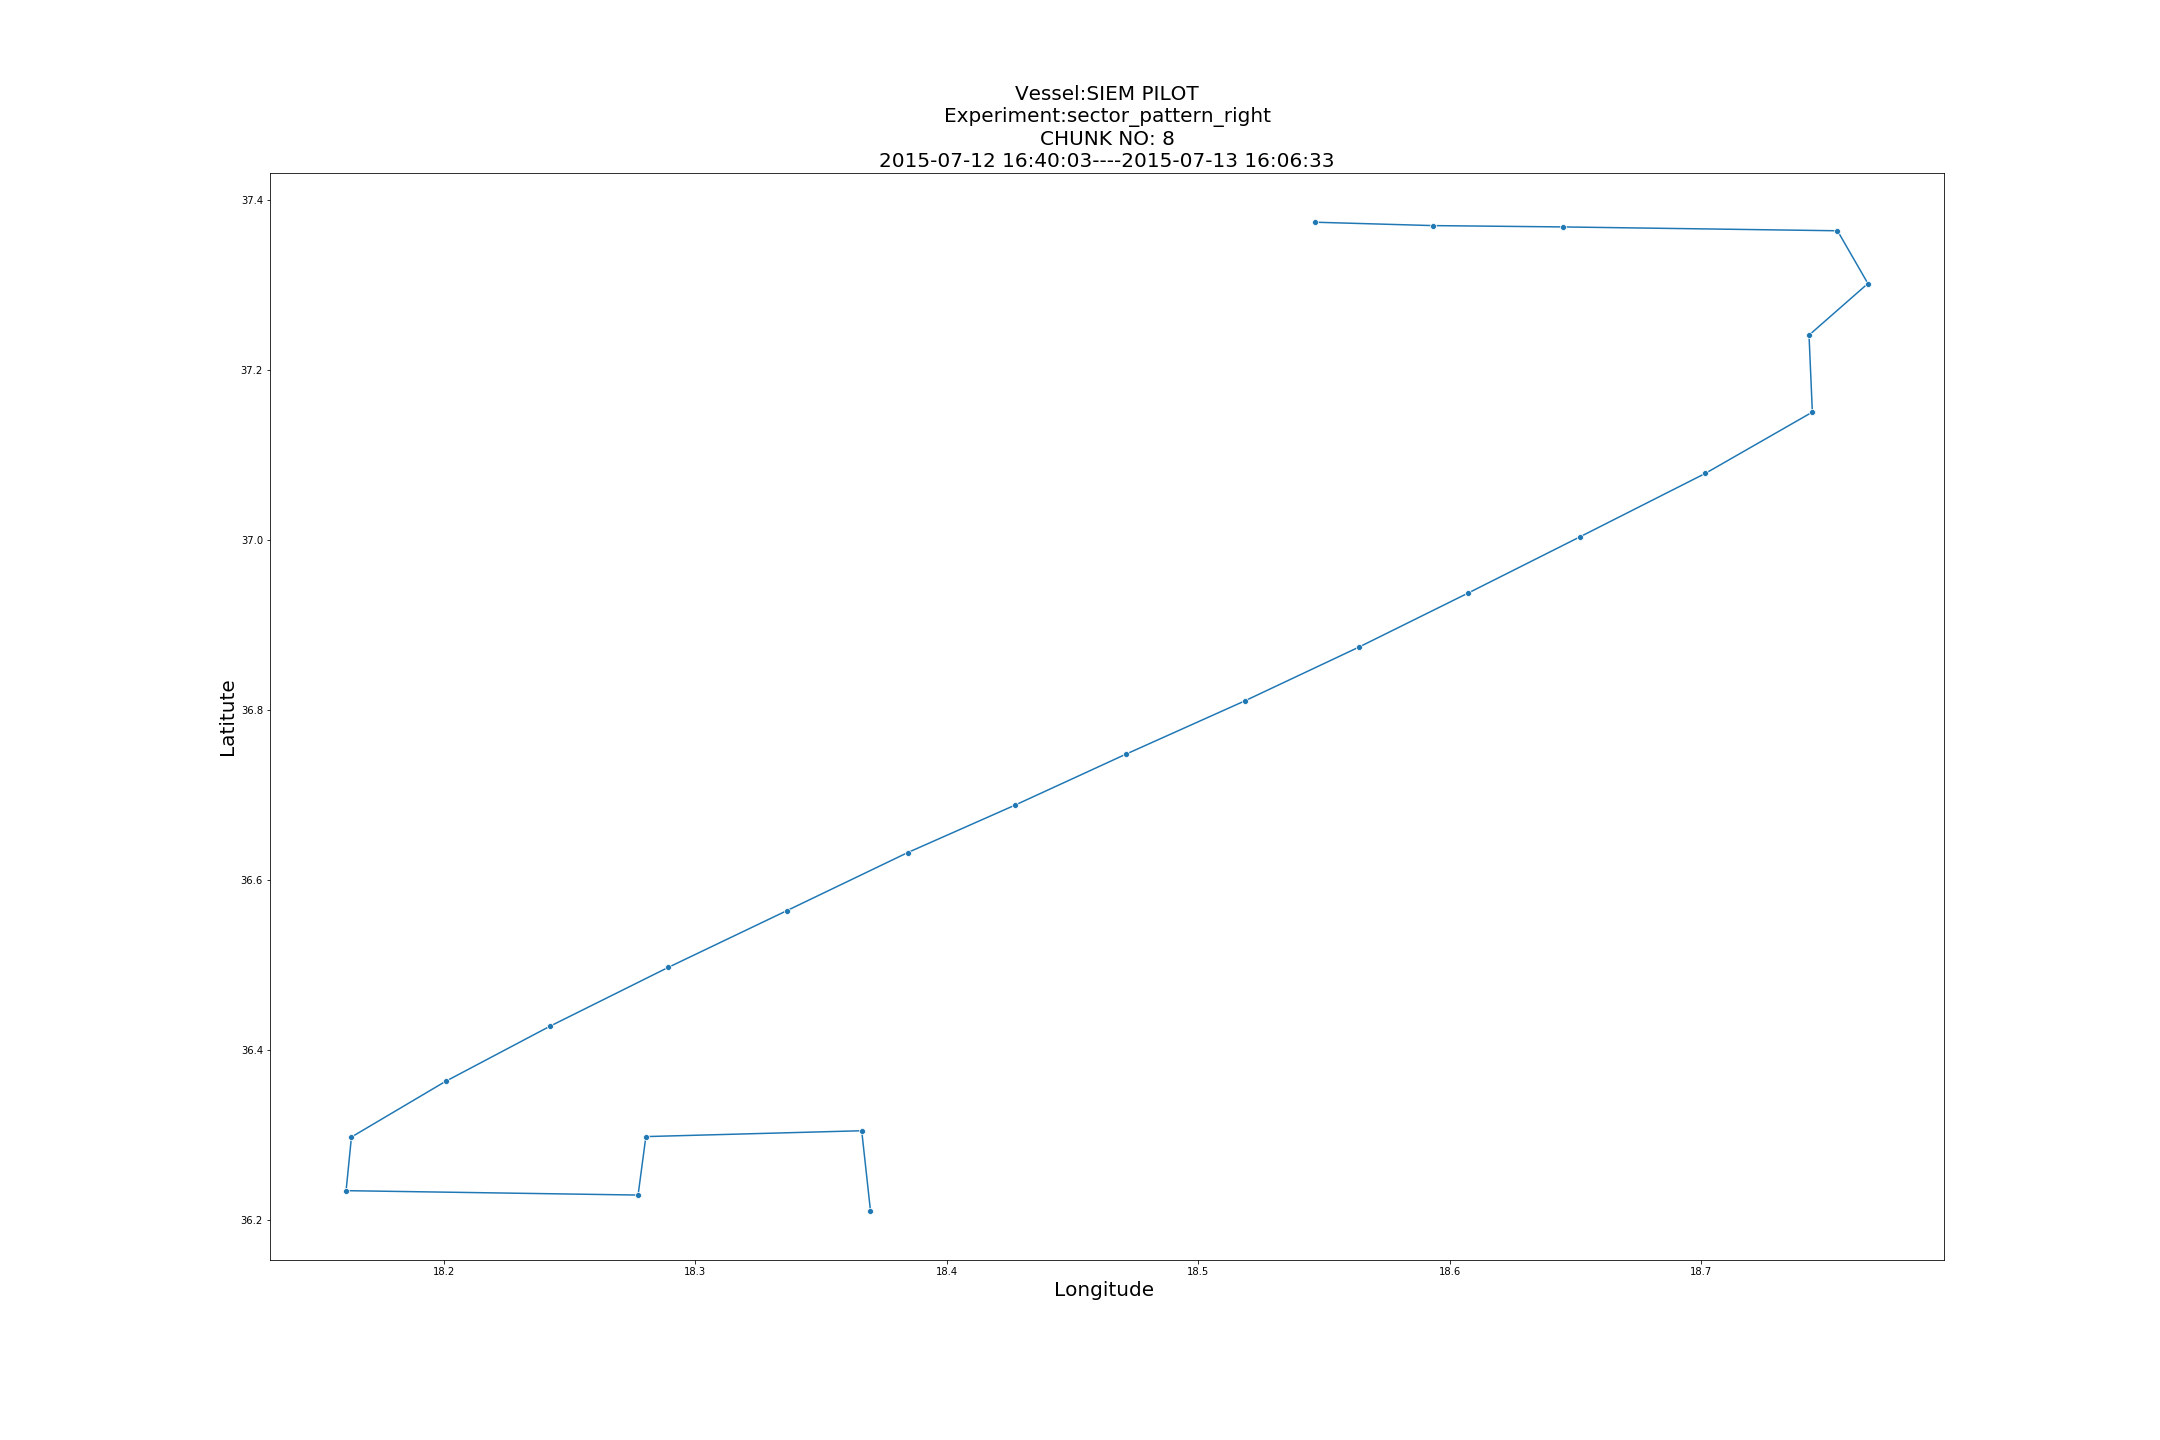 Vessel:SIEM PILOT
Experiment:sector_pattern_right
CHUNK NO: 8
2015-07-12 16:40:03----2015-07-13 16:06:33
37.4
37.2
37.0
36.8
36.6
36.4
36.2
Latitute
18.2 18.3 18.4 18.5 18.6 18.7
Longitude